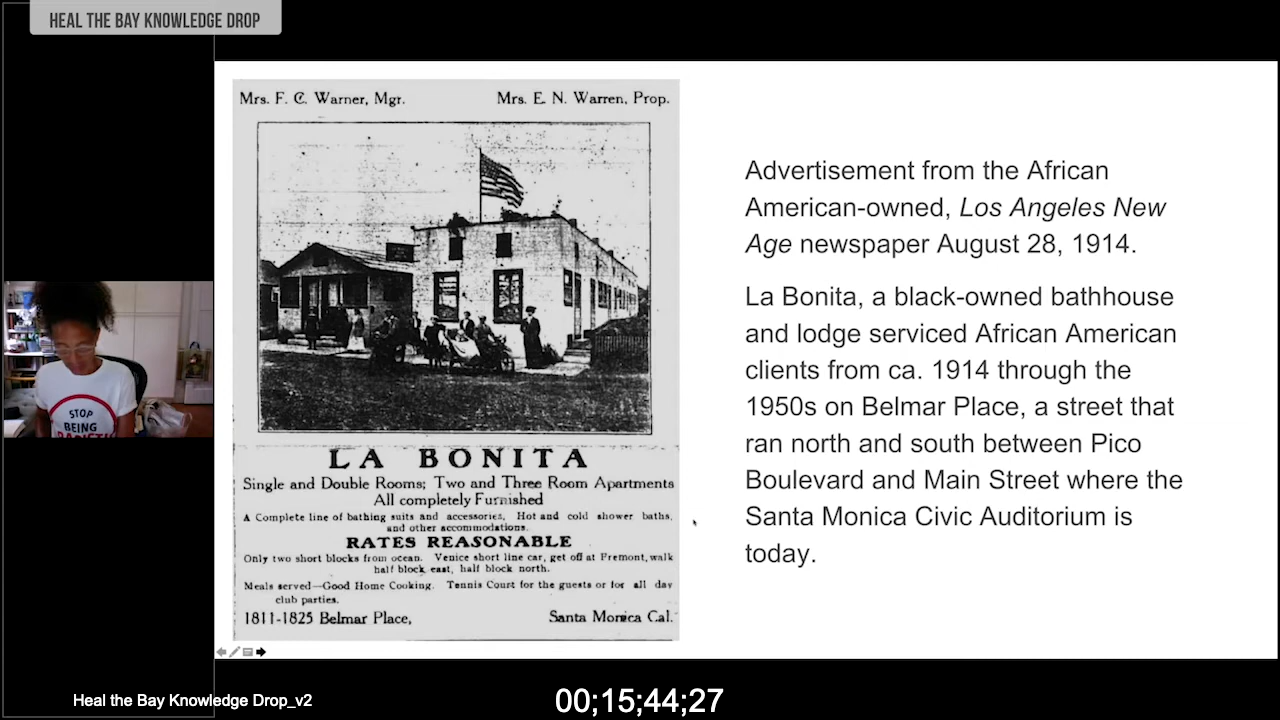 HEAL THE BAY KNOWLEDGE DROP
Mrs. F. C. Warner, Mgr. Mrs. E. N. Warren, Prop.
LA BONITA
Single and Double Rooms; Two and Three Room Apartments
All completely Furnished
A Complete line of bathing suits and accessories. Hot and cold shower baths,
and other accommodations.
RATES REASONABLE
Only two short blocks from ocean. Venice short line car, get off at Fremont, walk
half block east, half block north.
Meals served—Good Home Cooking. Tennis Court for the guests or for all day
club parties.
1811-1825 Belmar Place, Santa Monica Cal.
Advertisement from the African
American-owned, Los Angeles New
Age newspaper August 28, 1914.
La Bonita, a black-owned bathhouse
and lodge serviced African American
clients from ca. 1914 through the
1950s on Belmar Place, a street that
ran north and south between Pico
Boulevard and Main Street where the
Santa Monica Civic Auditorium is
today.
STOP
BEING
Heal the Bay Knowledge Drop_v2
00;15;44;27